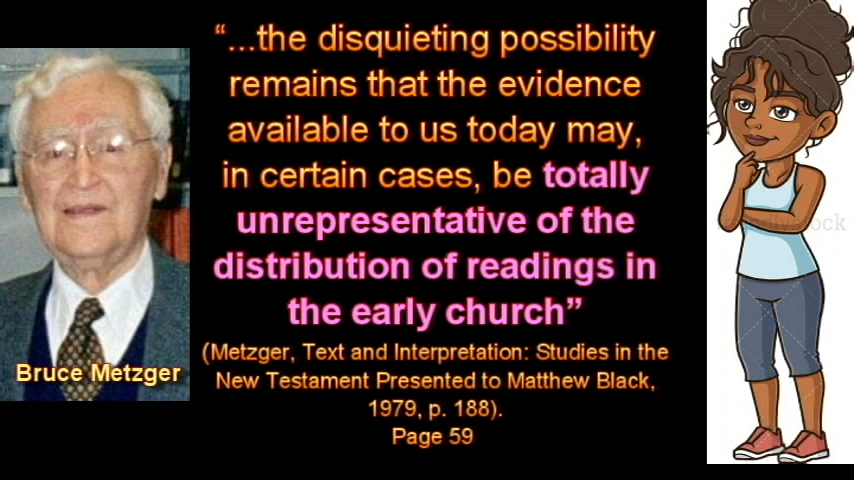 “...the disquieting possibility
remains that the evidence
available to us today may,
in certain cases, be totally
unrepresentative of the
distribution of readings in
the early church”
(Metzger, Text and Interpretation: Studies in the
New Testament Presented to Matthew Black,
1979, p. 188).
Page 59
Bruce Metzger